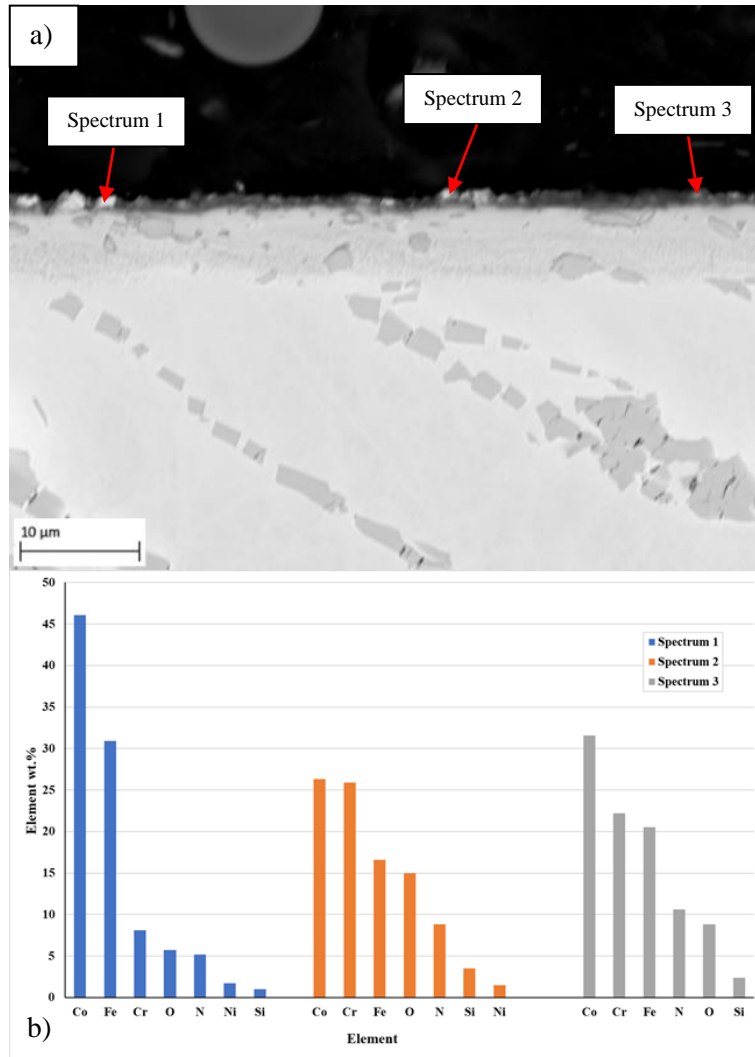 a)
Spectrum 1
Spectrum 2
Spectrum 3
10 µm
50
45
40
35
30
25
20
15
10
5
0
Element wt.%
Spectrum 1
Spectrum 2
Spectrum 3
Co Fe Cr O N Ni Si Co Cr Fe O N Si Ni Co Cr Fe N O Si
b)
Element